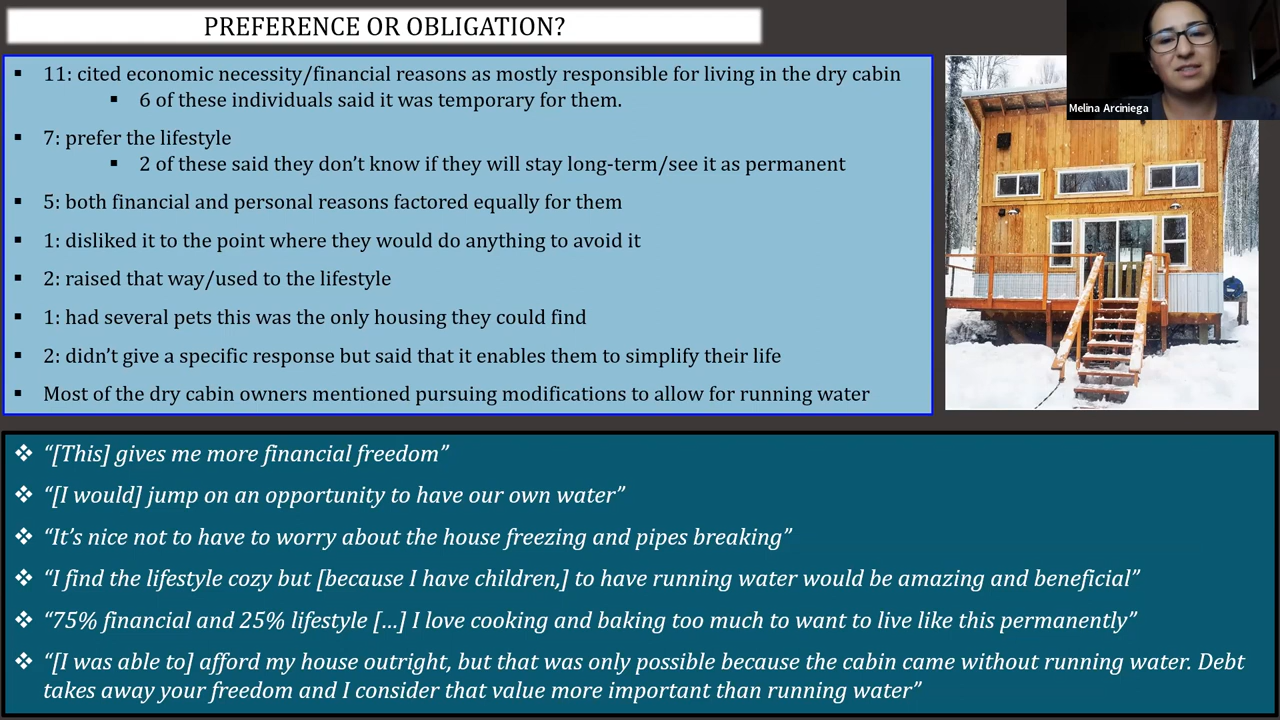 PREFERENCE OR OBLIGATION?
▪ 11: cited economic necessity/financial reasons as mostly responsible for living in the dry cabin
▪ 6 of these individuals said it was temporary for them.
▪ 7: prefer the lifestyle
▪ 2 of these said they don’t know if they will stay long-term/see it as permanent
▪ 5: both financial and personal reasons factored equally for them
▪ 1: disliked it to the point where they would do anything to avoid it
▪ 2: raised that way/used to the lifestyle
▪ 1: had several pets this was the only housing they could find
▪ 2: didn’t give a specific response but said that it enables them to simplify their life
▪ Most of the dry cabin owners mentioned pursuing modifications to allow for running water
Melina Arciniega
❖ “[This] gives me more financial freedom”
❖ “[I would] jump on an opportunity to have our own water”
❖ “It’s nice not to have to worry about the house freezing and pipes breaking”
❖ “I find the lifestyle cozy but [because I have children,] to have running water would be amazing and beneficial”
❖ “75% financial and 25% lifestyle […] I love cooking and baking too much to want to live like this permanently”
❖ “[I was able to] afford my house outright, but that was only possible because the cabin came without running water. Debt
takes away your freedom and I consider that value more important than running water”